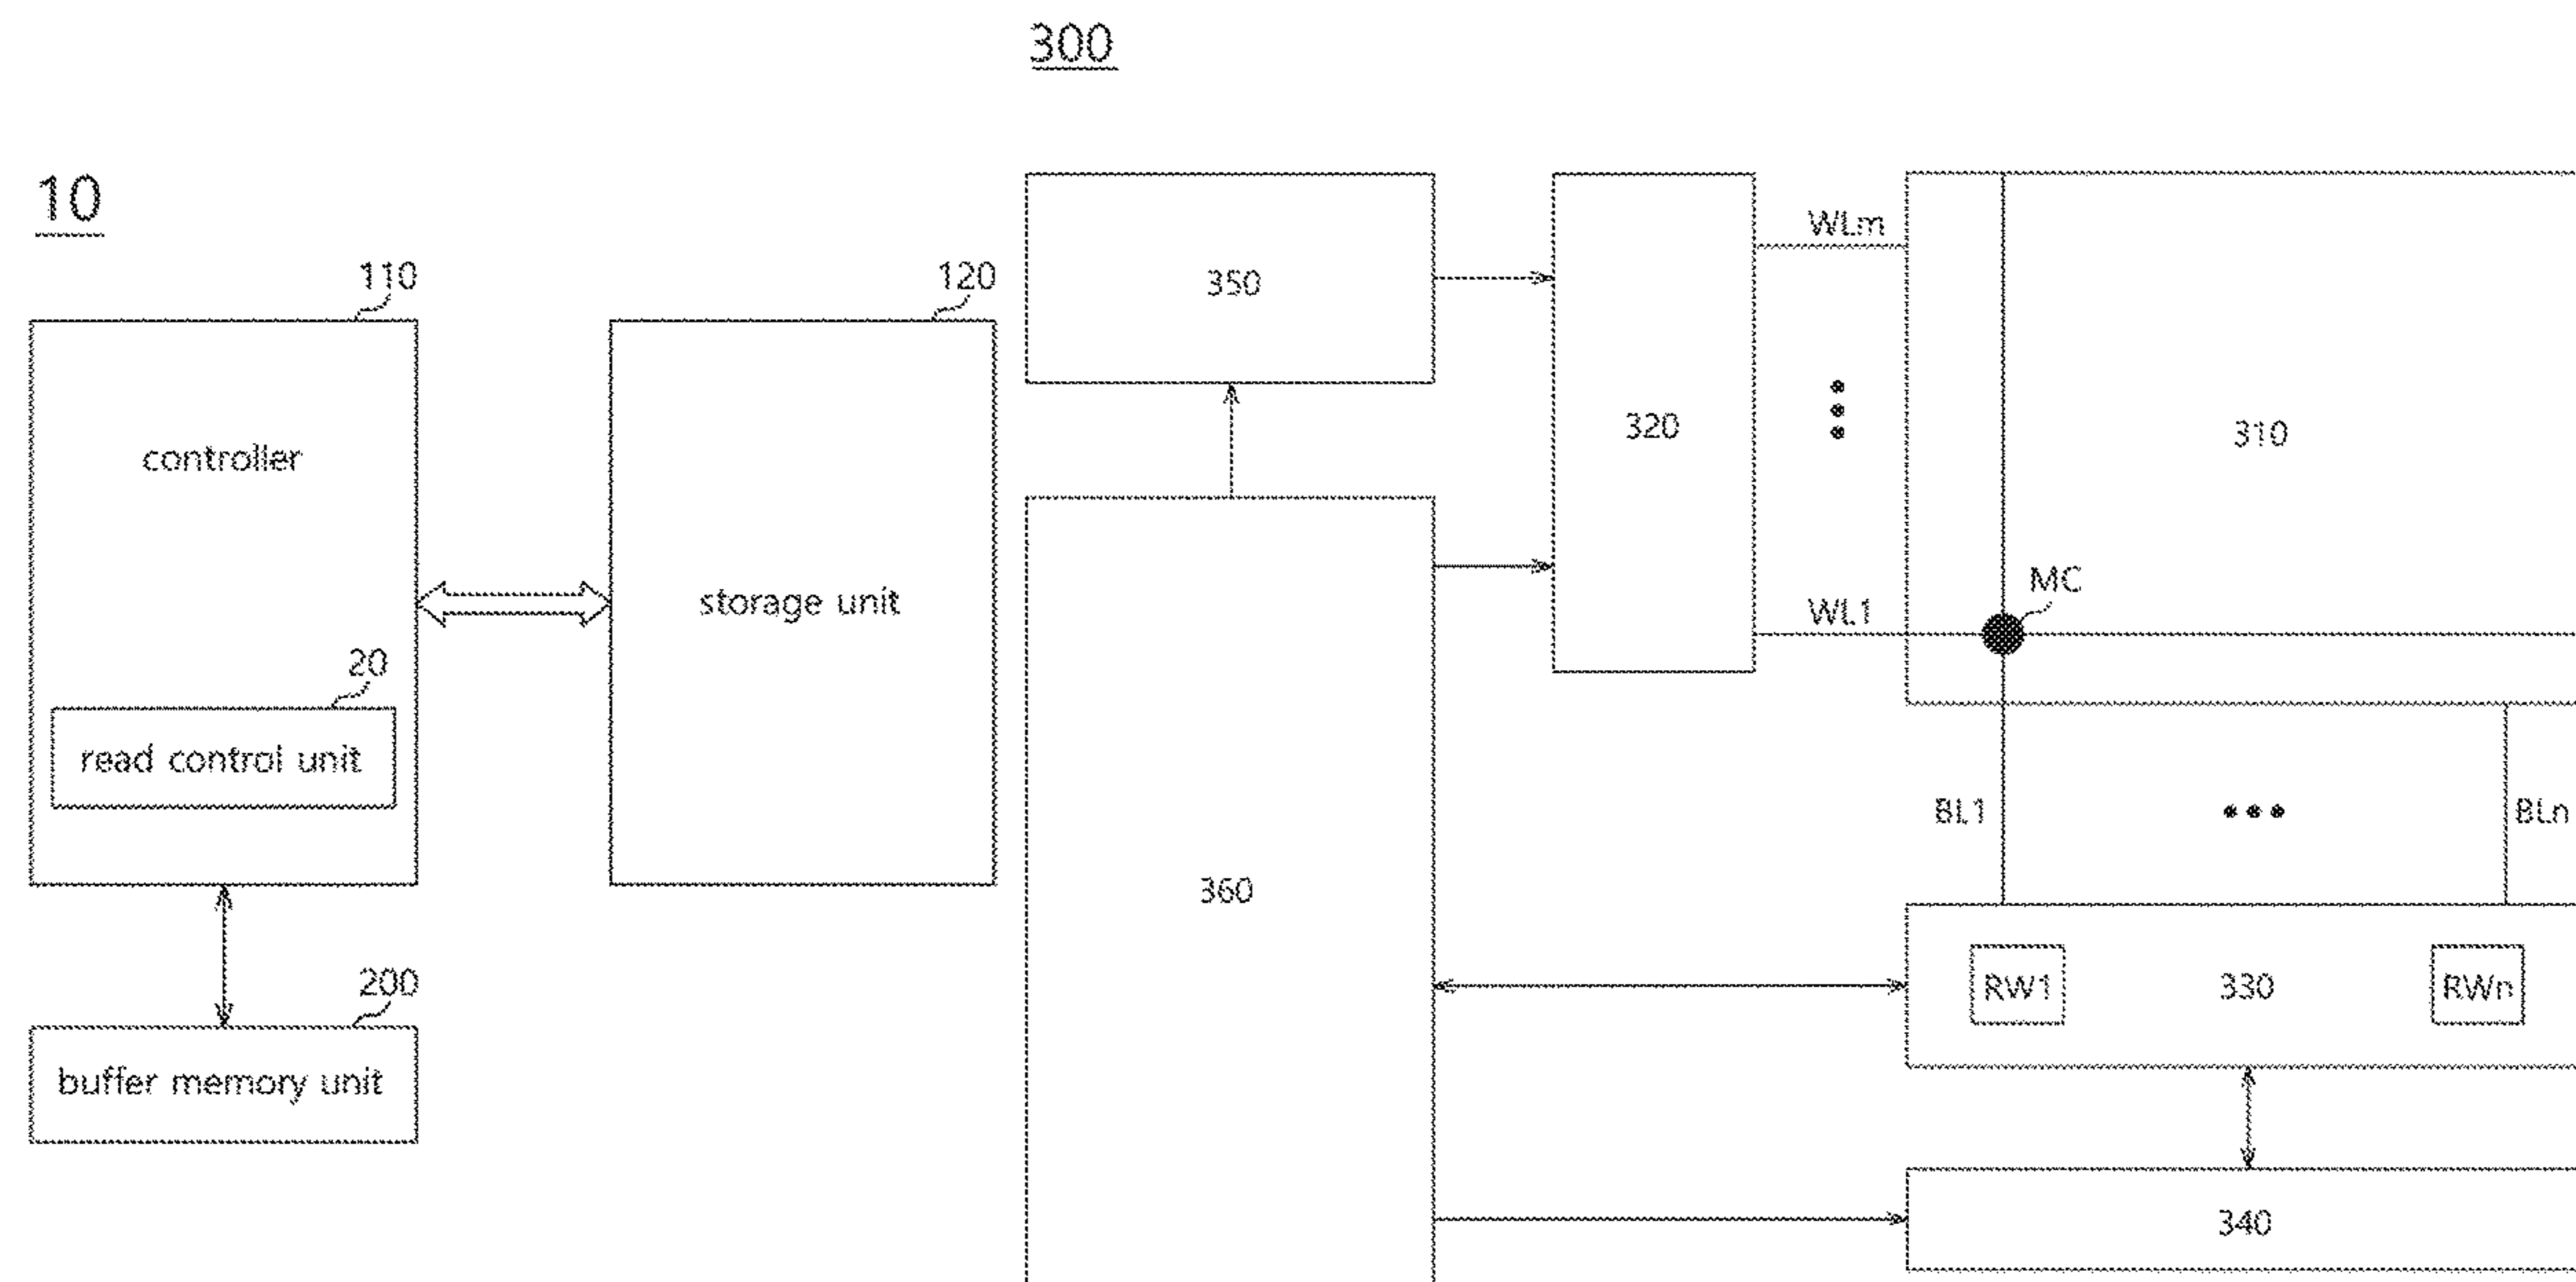 300
10
110
120
controller
storage unit
20
read control unit
200
buffer memory unit
350
320
WLm
310
MC
WL1
360
BL1
BLn
RW1
330
RWn
340